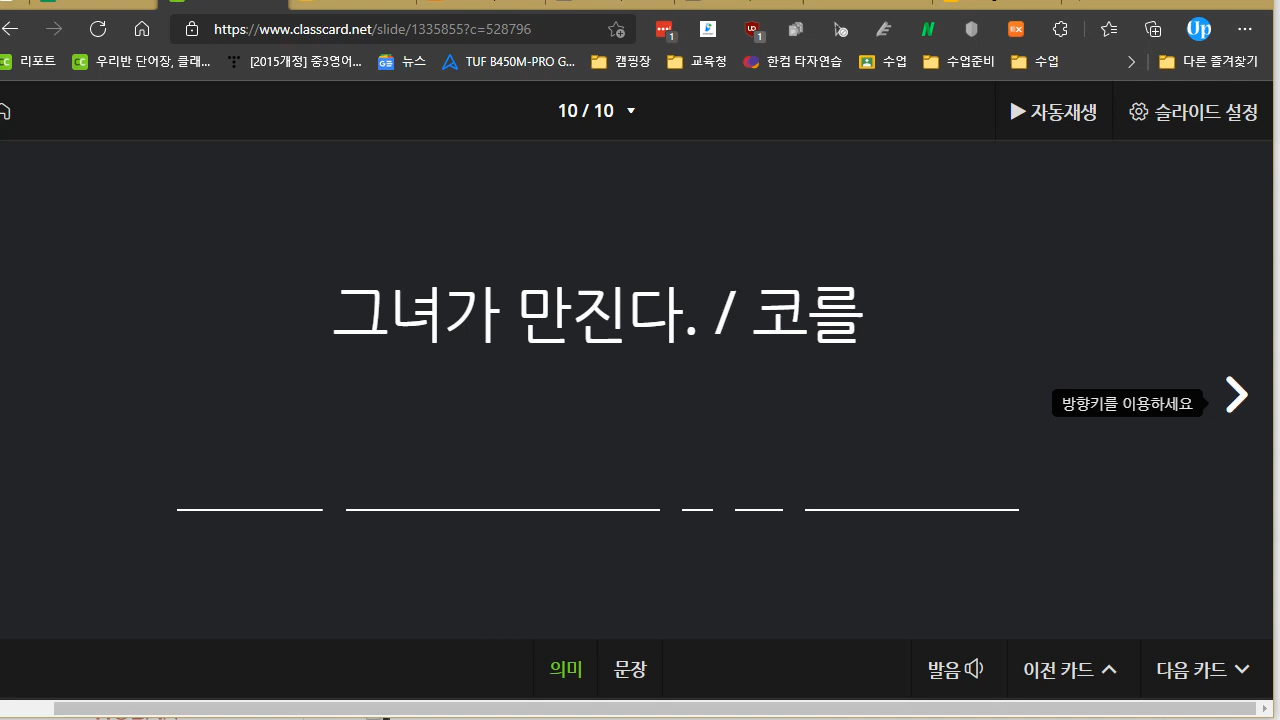 https://www.classcard.net/slide/1335855?c=528796
1
1
EX
Up
리포트
우리반 단어장, 클래...
[2015개정] 중3영어...
뉴스
TUF B450M-PRO G...
캠핑장
교육청
한컴 타자연습
수업
수업준비
수업
다른 즐겨찾기
10 / 10
자동재생
슬라이드 설정
그녀가 만진다. / 코를
방향키를 이용하세요
의미
문장
발음
이전 카드
다음 카드